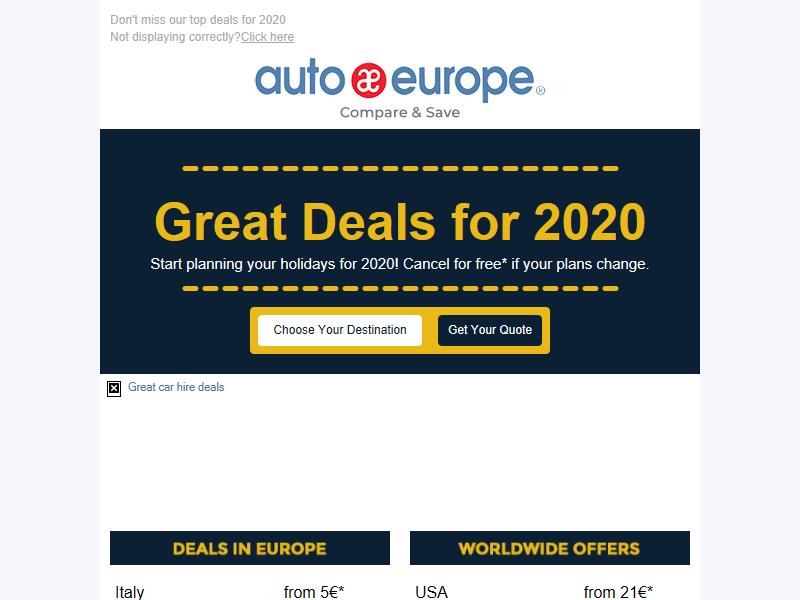 Don't miss our top deals for 2020
Not displaying correctly?Click here
auto æ europe®
Compare & Save
Great Deals for 2020
Start planning your holidays for 2020! Cancel for free* if your plans change.
Choose Your Destination
Get Your Quote
Great car hire deals
DEALS IN EUROPE
WORLDWIDE OFFERS
Italy from 5€*
USA from 21€*